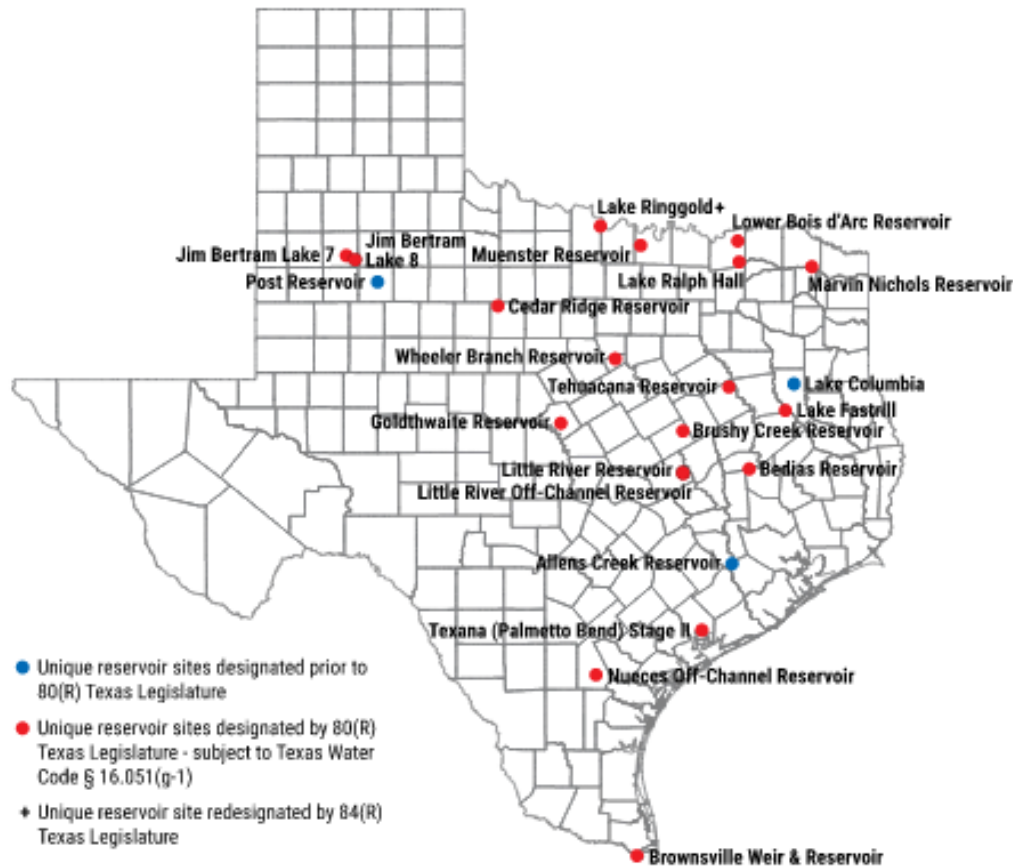 Lake Ringgold+
Lower Bois d'Arc Reservoir
Jim Bertram Lake 7
Jim Bertram
Lake 8
Muenster Reservoir
Post Reservoir
Lake Ralph Hall
Marvin Nichols Reservoir
Cedar Ridge Reservoir
Wheeler Branch Reservoir
Tehuacana Reservoir
Lake Columbia
Lake Fastrill
Goldthwaite Reservoir
Brushy Creek Reservoir
Little River Reservoir
Bedias Reservoir
Little River Off-Channel Reservoir
Allens Creek Reservoir
Texana (Palmetto Bend) Stage II
Nueces Off-Channel Reservoir
Unique reservoir sites designated prior to
80(R) Texas Legislature
Unique reservoir sites designated by 80(R)
Texas Legislature - subject to Texas Water
Code § 16.051(g-1)
+ Unique reservoir site redesignated by 84(R)
Texas Legislature
Brownsville Weir & Reservoir